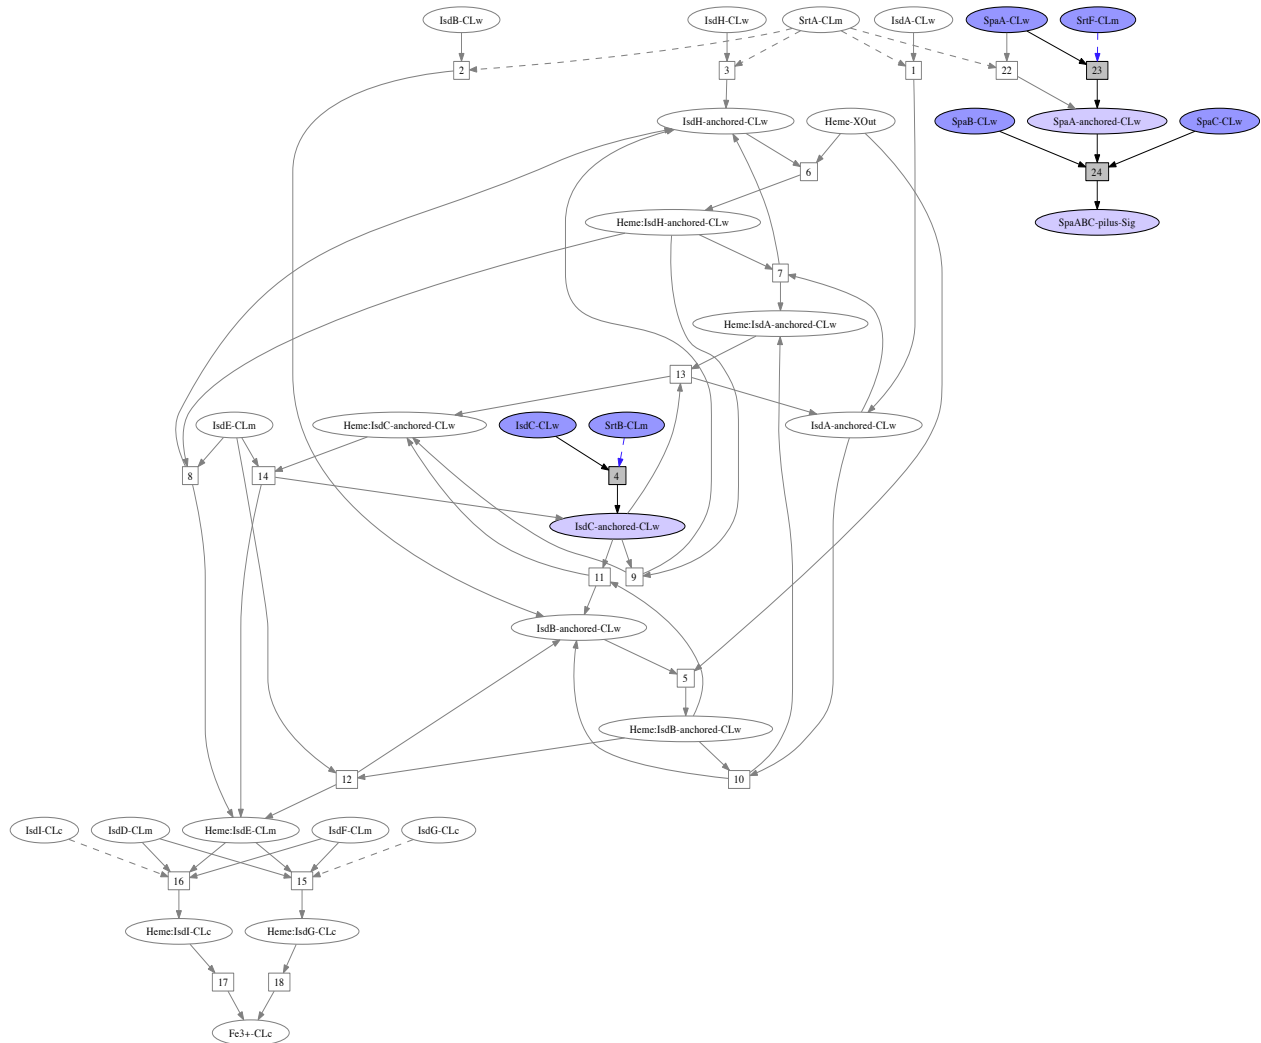 IsdB-CLw
IsdH-CLw
SrtA-CLm
IsdA-CLw
SpaA-CLw
SrtF-CLm
2
3
1
22
23
IsdH-anchored-CLw
Heme-XOut
SpaB-CLw
SpaA-anchored-CLw
SpaC-CLw
6
24
Heme:IsdH-anchored-CLw
SpaABC-pilus-Sig
7
Heme:IsdA-anchored-CLw
13
IsdE-CLm
Heme:IsdC-anchored-CLw
IsdC-CLw
SrtB-CLm
IsdA-anchored-CLw
8
14
4
IsdC-anchored-CLw
11
9
IsdB-anchored-CLw
5
Heme:IsdB-anchored-CLw
12
10
IsdI-CLc
IsdD-CLm
Heme:IsdE-CLm
IsdF-CLm
IsdG-CLc
16
15
Heme:IsdI-CLc
Heme:IsdG-CLc
17
18
Fe3+-CLc